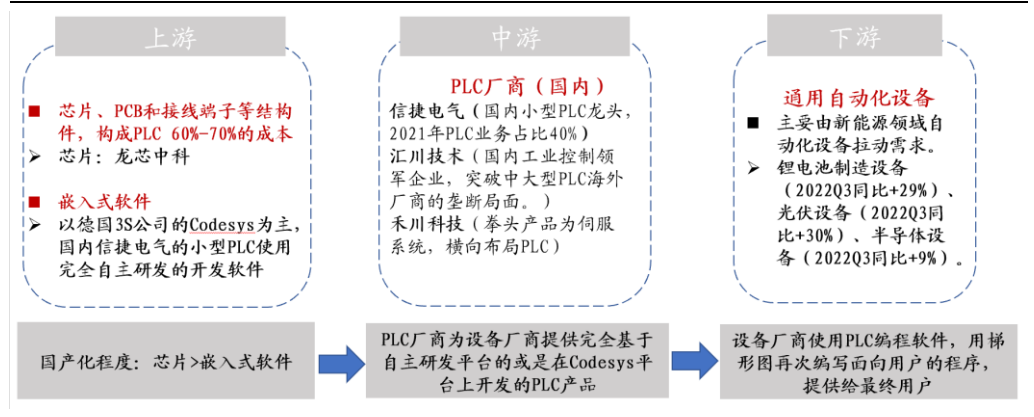 上游
芯片、PCB和接线端子等结构
件，构成PLC 60%-70%的成本
芯片：龙芯中科
嵌入式软件
以德国3S公司的Codesys为主，
国内信捷电气的小型PLC使用
完全自主研发的开发软件
国产化程度：芯片>嵌入式软件
中游
PLC厂商（国内）
信捷电气（国内小型PLC龙头，
2021年PLC业务占比40%）
汇川技术（国内工业控制领
军企业，突破中大型PLC海外
厂商的垄断局面。）
禾川科技（拳头产品为伺服
系统，横向布局PLC）
PLC厂商为设备厂商提供完全基于
自主研发平台的或是在Codesys平
台上开发的PLC产品
下游
通用自动化设备
主要由新能源领域自
动化设备拉动需求。
锂电池制造设备
（2022Q3同比+29%）、
光伏设备（2022Q3同
比+30%）、半导体设
备（2022Q3同比+9%）。
设备厂商使用PLC编程软件，用梯
形图再次编写面向用户的程序，
提供给最终用户